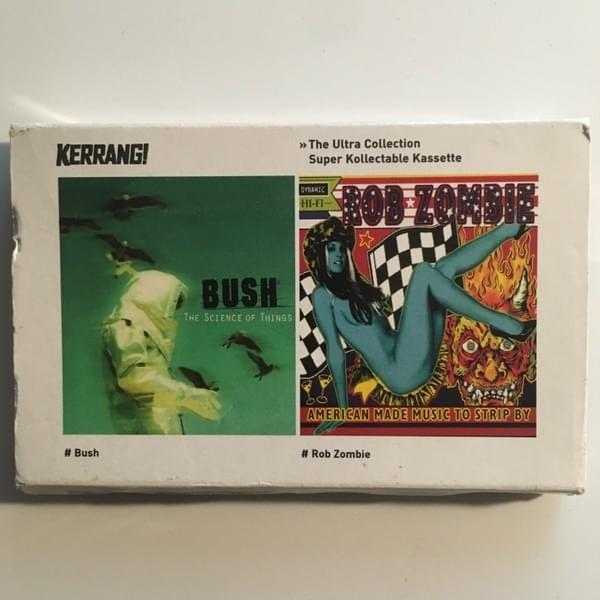 KERRANG!
» The Ultra Collection
Super Kollectable Kassette
BUSH
THE SCIENCE OF THINGS
DYNAMIC
HI-FI
ROB ★ ZOMBIE
AMERICAN MADE MUSIC TO STRIP BY
# Bush
# Rob Zombie